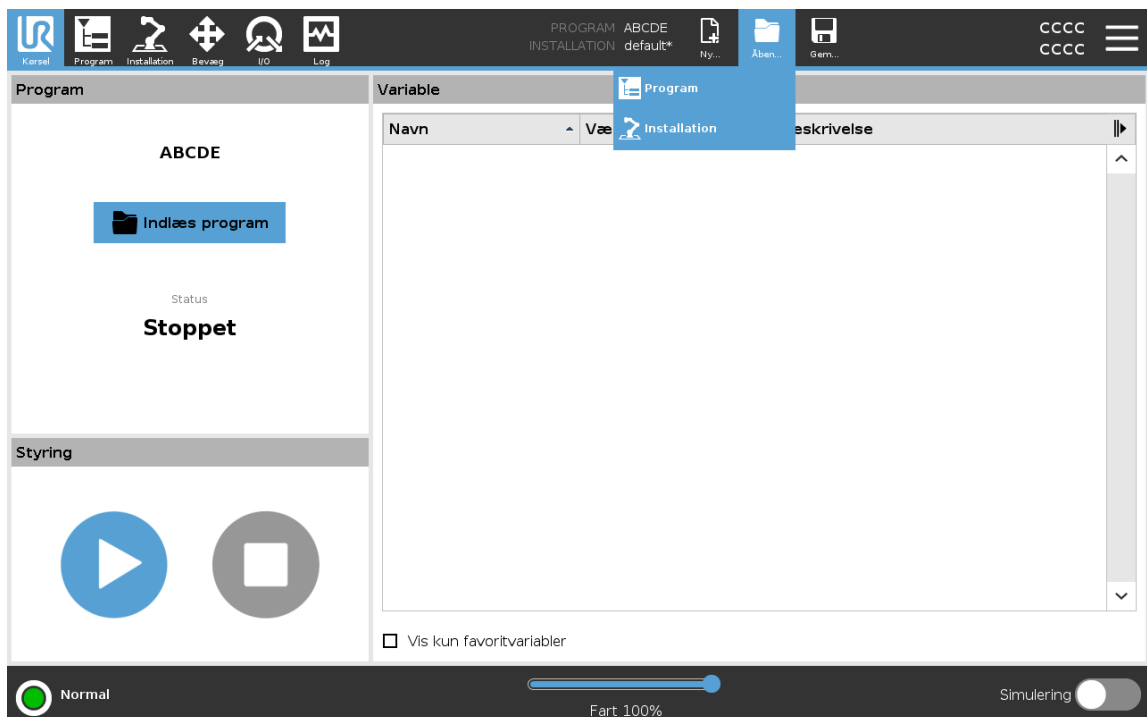 Kørsel
Program
Installation
Bevæg
I/O
Log
PROGRAM ABCDE
INSTALLATION default*
Ny...
Åben...
Gem...
CCCC
CCCC
Program
Installation
Program
ABCDE
Indlæs program
Status
Stoppet
Variable
Navn
Væ
eskrivelse
Vis kun favoritvariabler
Styring
Normal
Fart 100%
Simulering